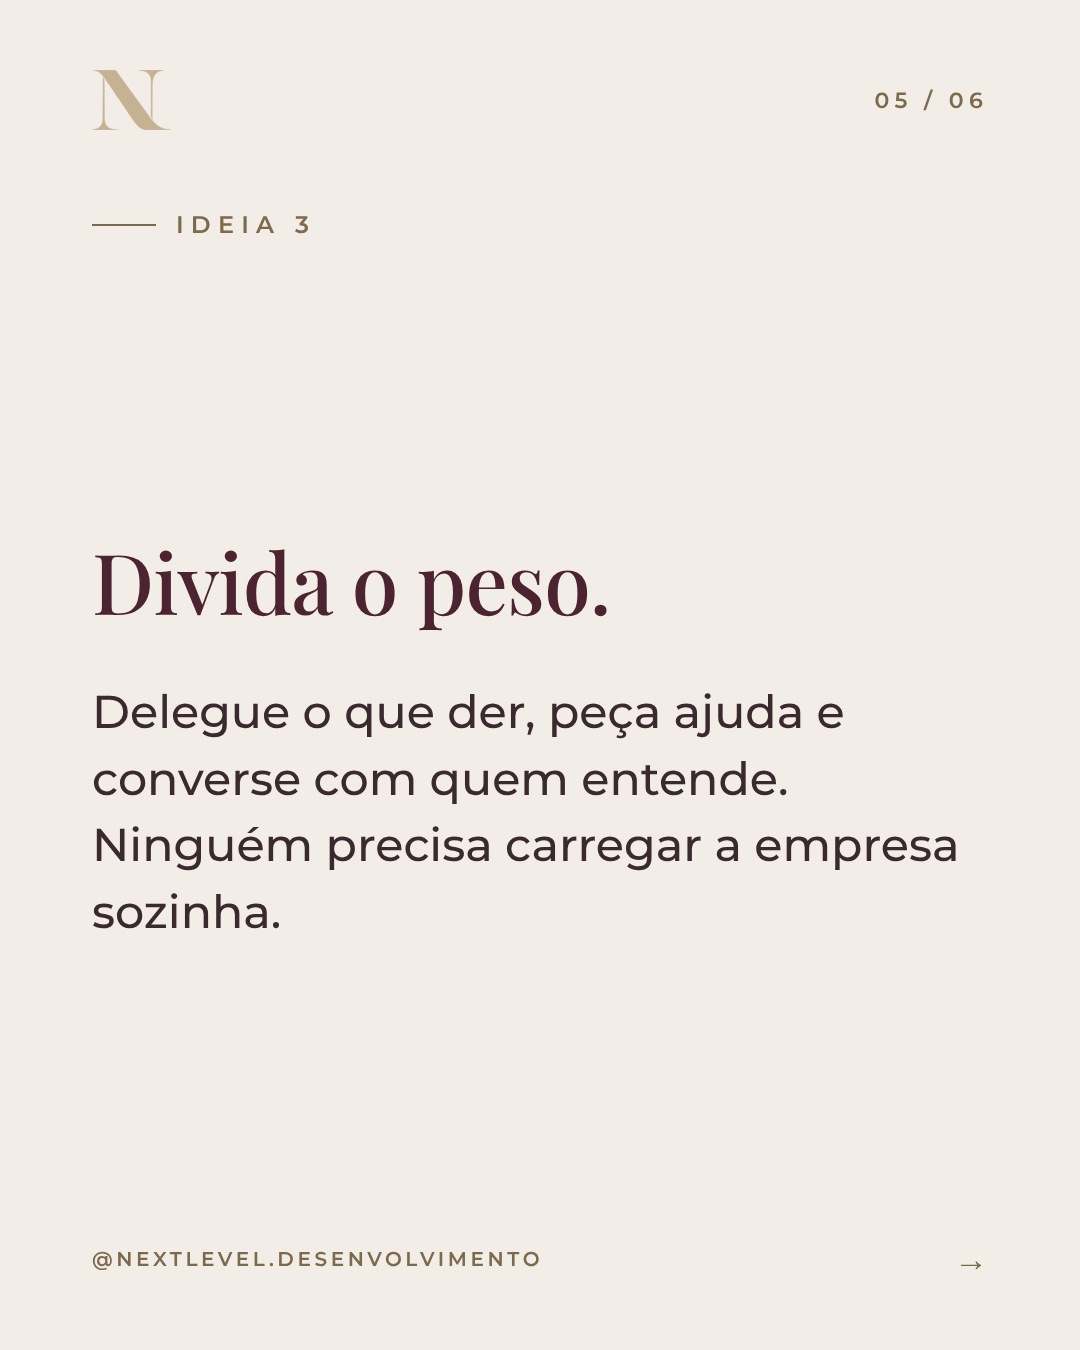 N
05 / 06
IDEIA 3
Divida o peso.
Delegue o que der, peça ajuda e
converse com quem entende.
Ninguém precisa carregar a empresa
sozinha.
@NEXTLEVEL.DESENVOLVIMENTO
→